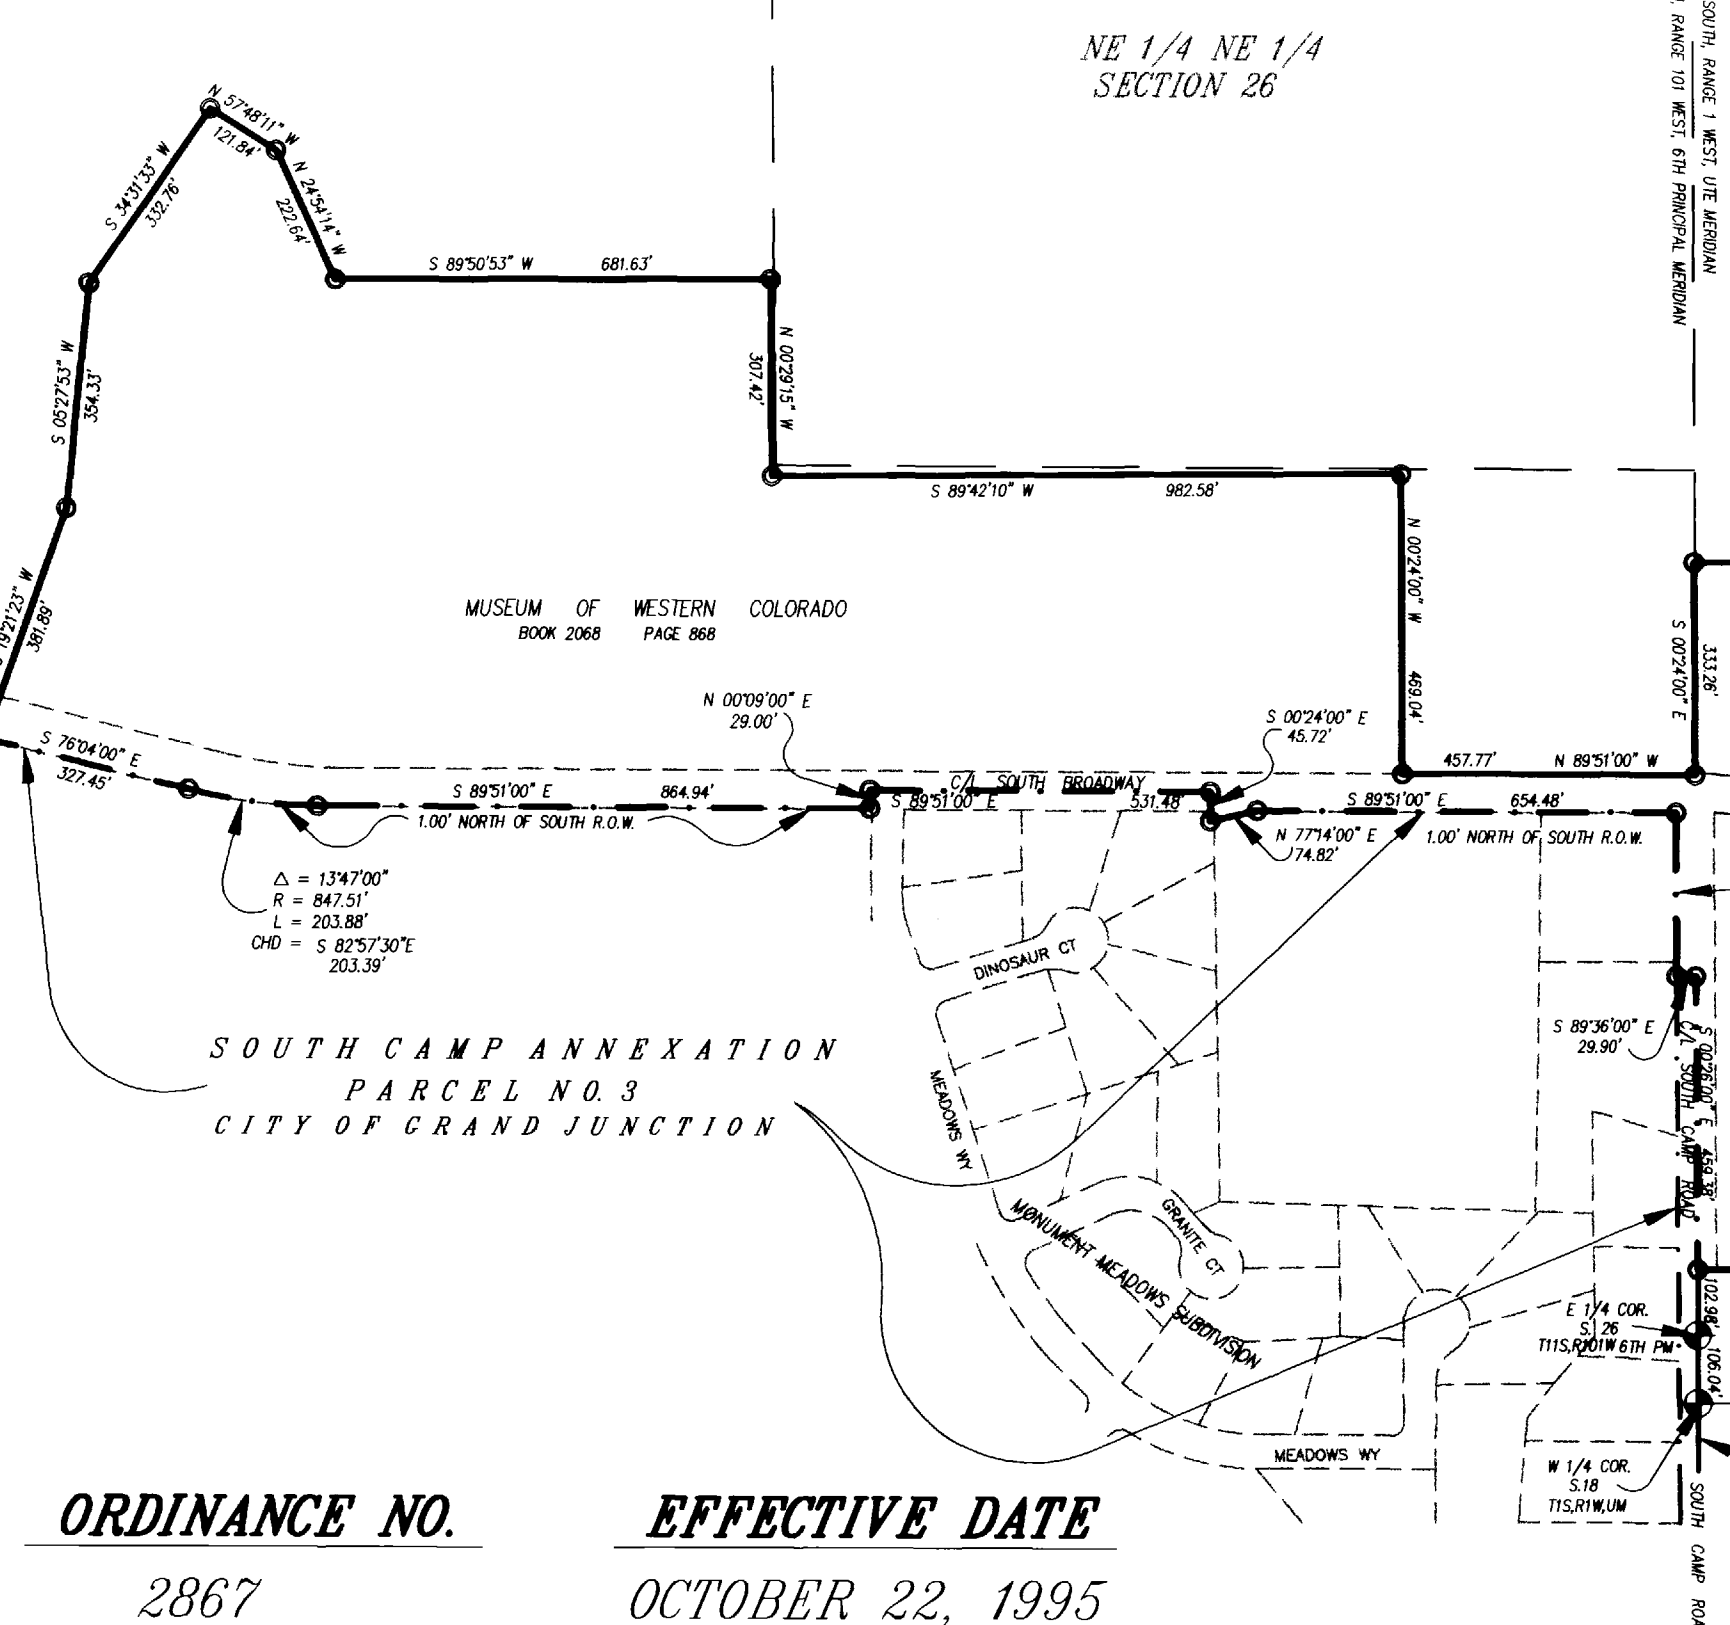 NE 1/4 NE 1/4
SECTION 26
SOUTH, RANGE 1 WEST, UTE MERIDIAN
RANGE 101 WEST, 6TH PRINCIPAL MERIDIAN
N 57°48'11" W
121.84'
N 24°54'14" W
222.64'
S 34°31'33" W
332.76'
S 89°50'53" W 681.63'
N 00°29'15" W
307.42'
S 05°27'53" W
354.33'
S 89°42'10" W 982.58'
N 00°24'00" W 469.04'
19°21'23" W
381.89'
MUSEUM OF WESTERN COLORADO
BOOK 2068 PAGE 868
333.26'
S 00°24'00" E
N 00°09'00" E
29.00'
S 00°24'00" E
45.72'
457.77' N 89°51'00" W
S 76°04'00" E
327.45'
C/L SOUTH BROADWAY
S 89°51'00" E 864.94'
S 89°51'00" E 531.48'
S 89°51'00" E 654.48'
1.00' NORTH OF SOUTH R.O.W.
N 77°14'00" E
74.82'
1.00' NORTH OF SOUTH R.O.W.
Δ = 13°47'00"
R = 847.51'
L = 203.88'
CHD = S 82°57'30"E
203.39'
DINOSAUR CT
S 89°36'00" E
29.90'
S 00°26'00" E 459.38'
C/L SOUTH CAMP ROAD
SOUTH CAMP ANNEXATION
PARCEL NO. 3
CITY OF GRAND JUNCTION
MEADOWS WY
GRANITE CT
MONUMENT MEADOWS SUBDIVISION
102.98'
E 1/4 COR.
S. 26
T11S,R101W 6TH PM
106.04'
MEADOWS WY
W 1/4 COR.
S.18
T1S,R1W,UM
SOUTH CAMP ROA
ORDINANCE NO. EFFECTIVE DATE
2867 OCTOBER 22, 1995